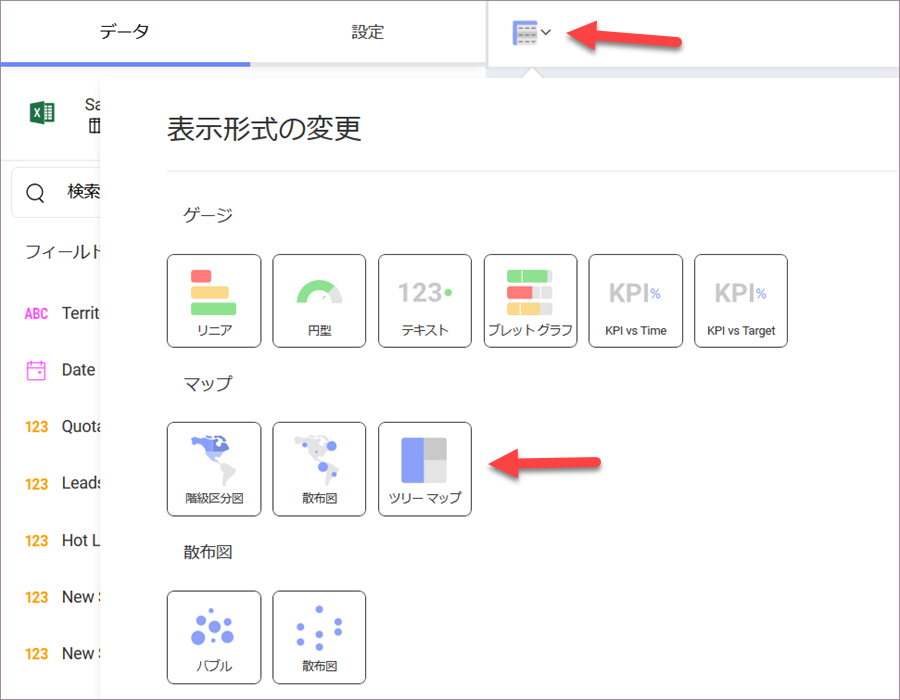 データ
設定
表示形式の変更
検索
フィールド
ABC Territ
Date
123 Quota
123 Leads
123 Hot L
123 New
123 New
ゲージ
リニア
円型
123
テキスト
ブレット グラフ
KPI%
KPI vs Time
KPI%
KPI vs Target
マップ
階級区分図
散布図
ツリー マップ
散布図
バブル
散布図